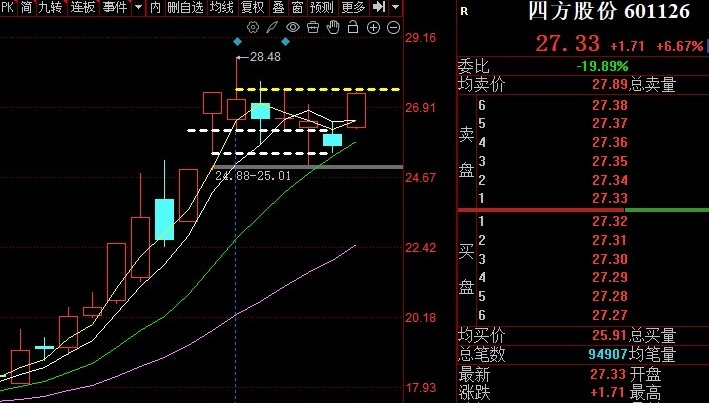 PK 简 九转 连板 事件 内 删自选 均线 复权 叠 窗 预测 更多
29.16
28.48
26.91
24.88-25.01
24.67
22.42
20.18
17.93
R 四方股份 601126
27.33 +1.71 +6.67%
委比 -19.89%
均卖价 27.89 总卖量
卖盘
6 27.38
5 27.37
4 27.36
3 27.35
2 27.34
1 27.33
买盘
1 27.32
2 27.31
3 27.30
4 27.29
5 27.28
6 27.27
均买价 25.91 总买量
总笔数 94907 均笔量
最新 27.33 开盘
涨跌 +1.71 最高